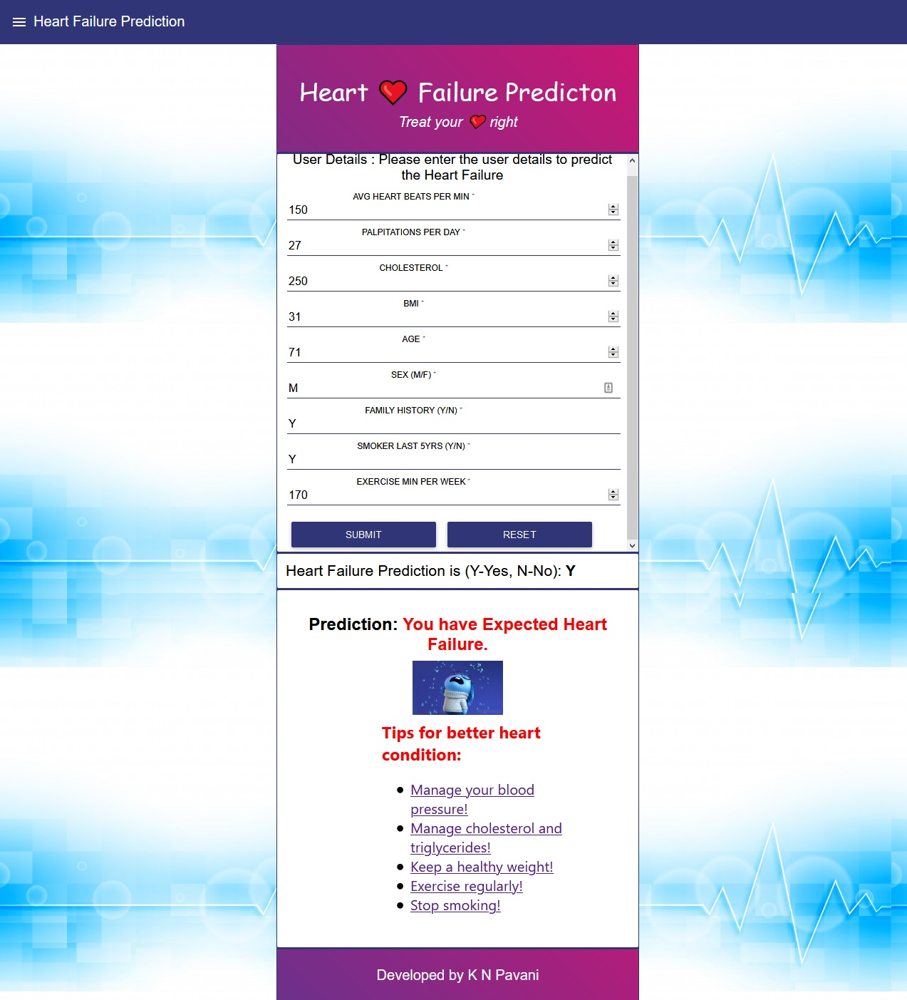 Heart Failure Prediction
Heart Failure Predicton
Treat your right
User Details : Please enter the user details to predict
the Heart Failure
AVG HEART BEATS PER MIN *
150
PALPITATIONS PER DAY *
27
CHOLESTEROL *
250
BMI *
31
AGE *
71
SEX (M/F) *
M
FAMILY HISTORY (Y/N) *
Y
SMOKER LAST 5YRS (Y/N) *
Y
EXERCISE MIN PER WEEK *
170
SUBMIT RESET
Heart Failure Prediction is (Y-Yes, N-No): Y
Prediction: You have Expected Heart
Failure.
Tips for better heart
condition:
Manage your blood
pressure!
Manage cholesterol and
triglycerides!
Keep a healthy weight!
Exercise regularly!
Stop smoking!
Developed by K N Pavani